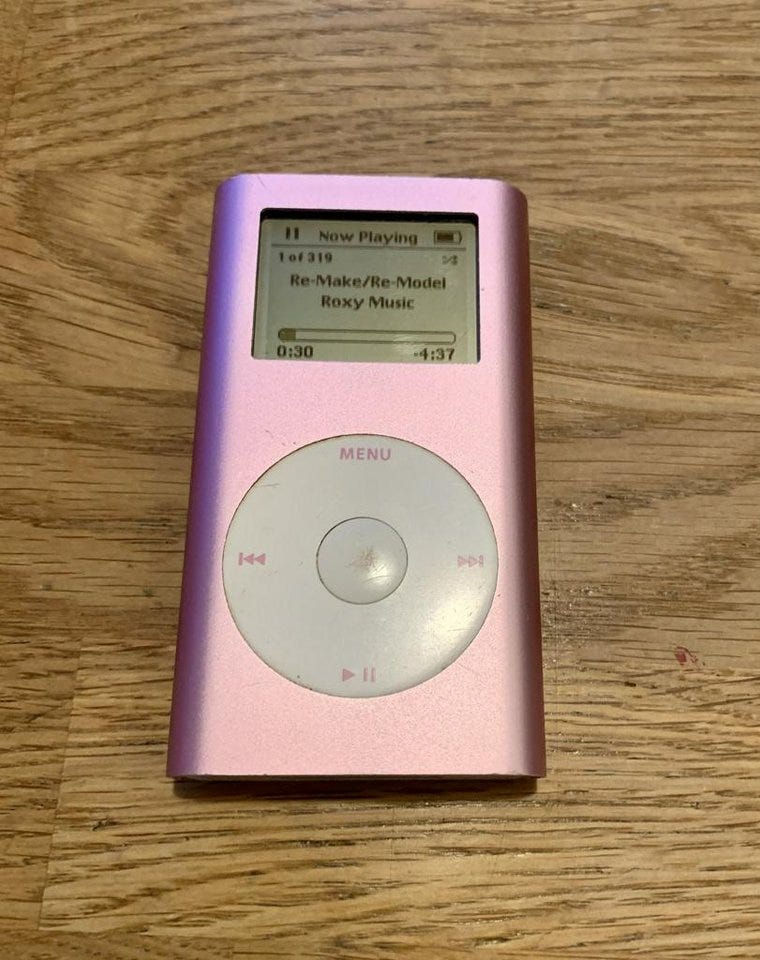 Now Playing
1 of 319
Re-Make/Re-Model
Roxy Music
0:30 -4:37
MENU